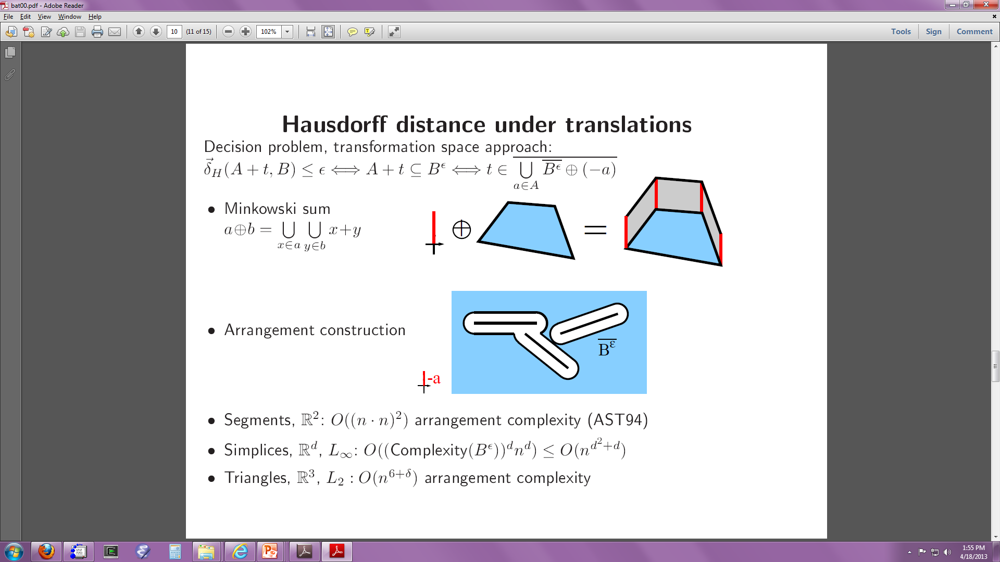 bat00.pdf - Adobe Reader
File Edit View Window Help
10 (11 of 15) 102% Tools Sign Comment
Hausdorff distance under translations
Decision problem, transformation space approach:
$\vec{\delta}_H(A + t, B) \leq \epsilon \Longleftrightarrow A + t \subseteq B^{\epsilon} \Longleftrightarrow t \in \overline{\bigcup_{a \in A} \overline{B^{\epsilon}} \oplus (-a)}$
• Minkowski sum
$a \oplus b = \bigcup_{x \in a} \bigcup_{y \in b} x + y$
⊕ =
• Arrangement construction
$\overline{B^{\varepsilon}}$
-a
• Segments, $\mathbb{R}^2$: $O((n \cdot n)^2)$ arrangement complexity (AST94)
• Simplices, $\mathbb{R}^d$, $L_\infty$: $O((\text{Complexity}(B^{\epsilon}))^d n^d) \leq O(n^{d^2+d})$
• Triangles, $\mathbb{R}^3$, $L_2 : O(n^{6+\delta})$ arrangement complexity
1:55 PM
4/18/2013